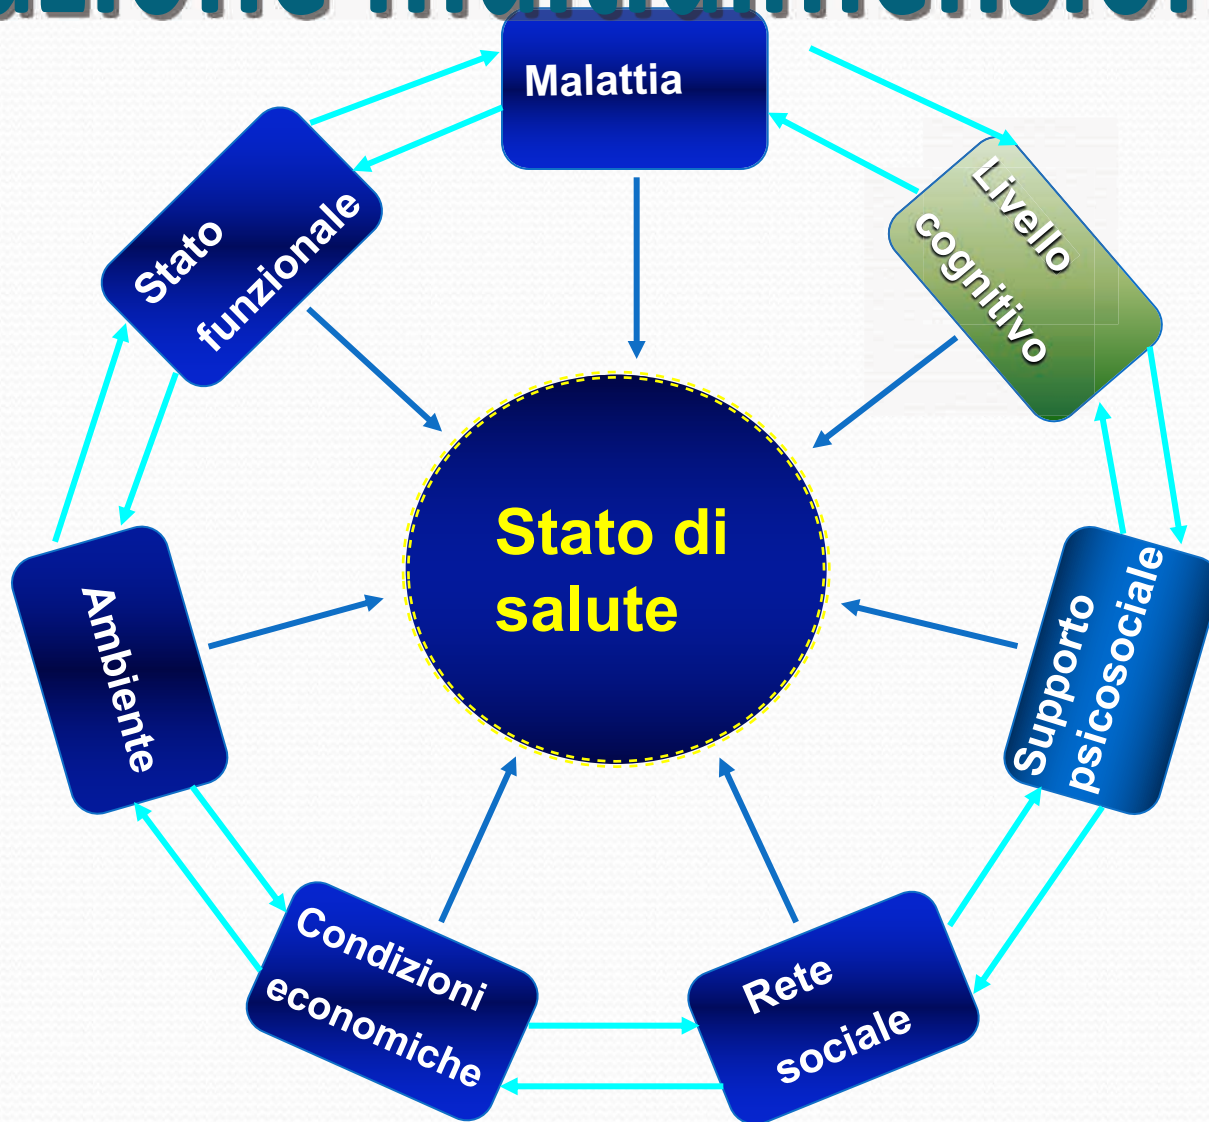 Malattia
Livello
cognitivo
Stato
funzionale
Stato di
salute
Ambiente
Supporto
psicosociale
Condizioni
economiche
Rete
sociale